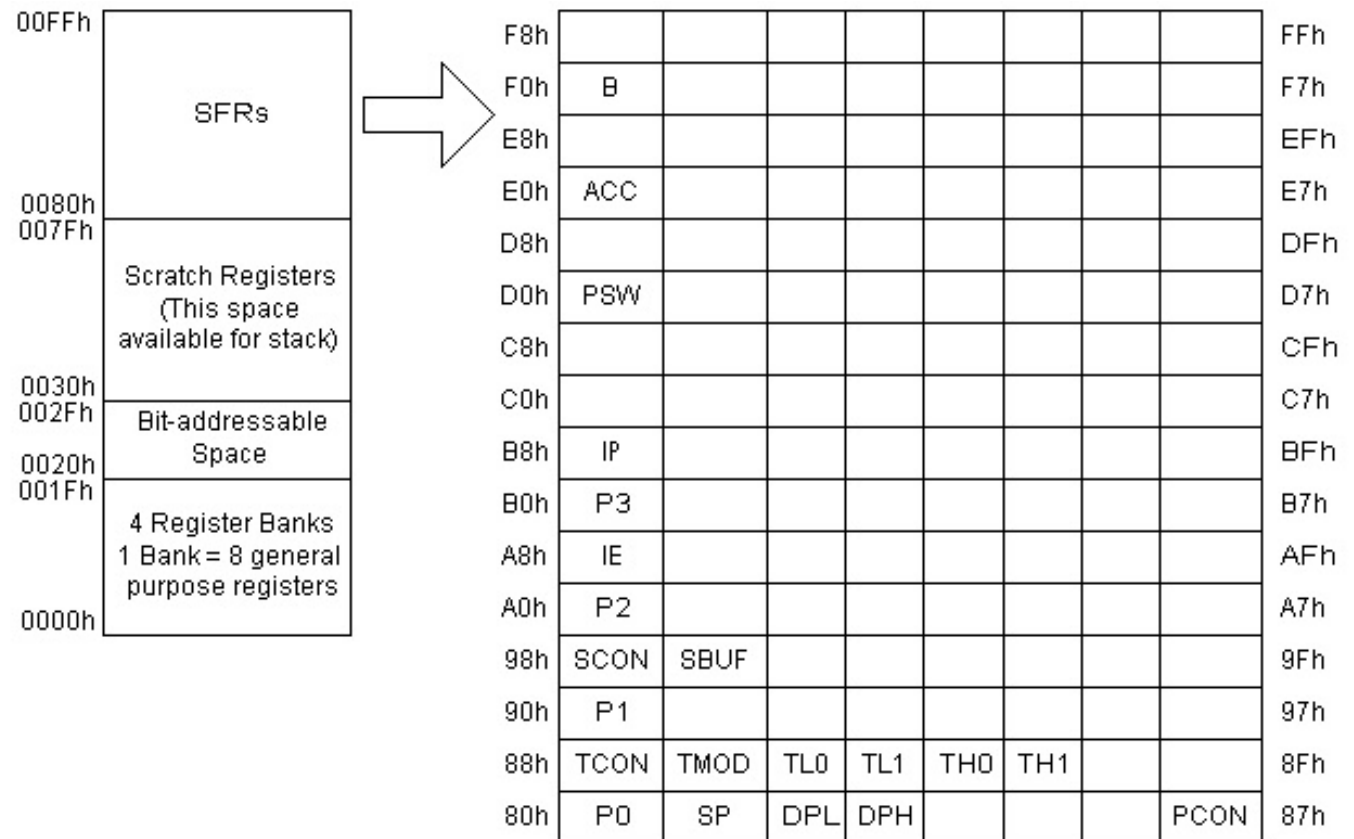 00FFh
SFRs
0080h
007Fh
Scratch Registers
(This space
available for stack)
0030h
002Fh
Bit-addressable
Space
0020h
001Fh
4 Register Banks
1 Bank = 8 general
purpose registers
0000h
F8h FFh
F0h B F7h
E8h EFh
E0h ACC E7h
D8h DFh
D0h PSW D7h
C8h CFh
C0h C7h
B8h IP BFh
B0h P3 B7h
A8h IE AFh
A0h P2 A7h
98h SCON SBUF 9Fh
90h P1 97h
88h TCON TMOD TL0 TL1 TH0 TH1 8Fh
80h P0 SP DPL DPH PCON 87h